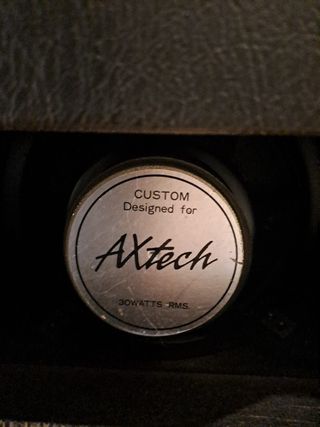 CUSTOM
Designed for
AXtech
30WATTS RMS.